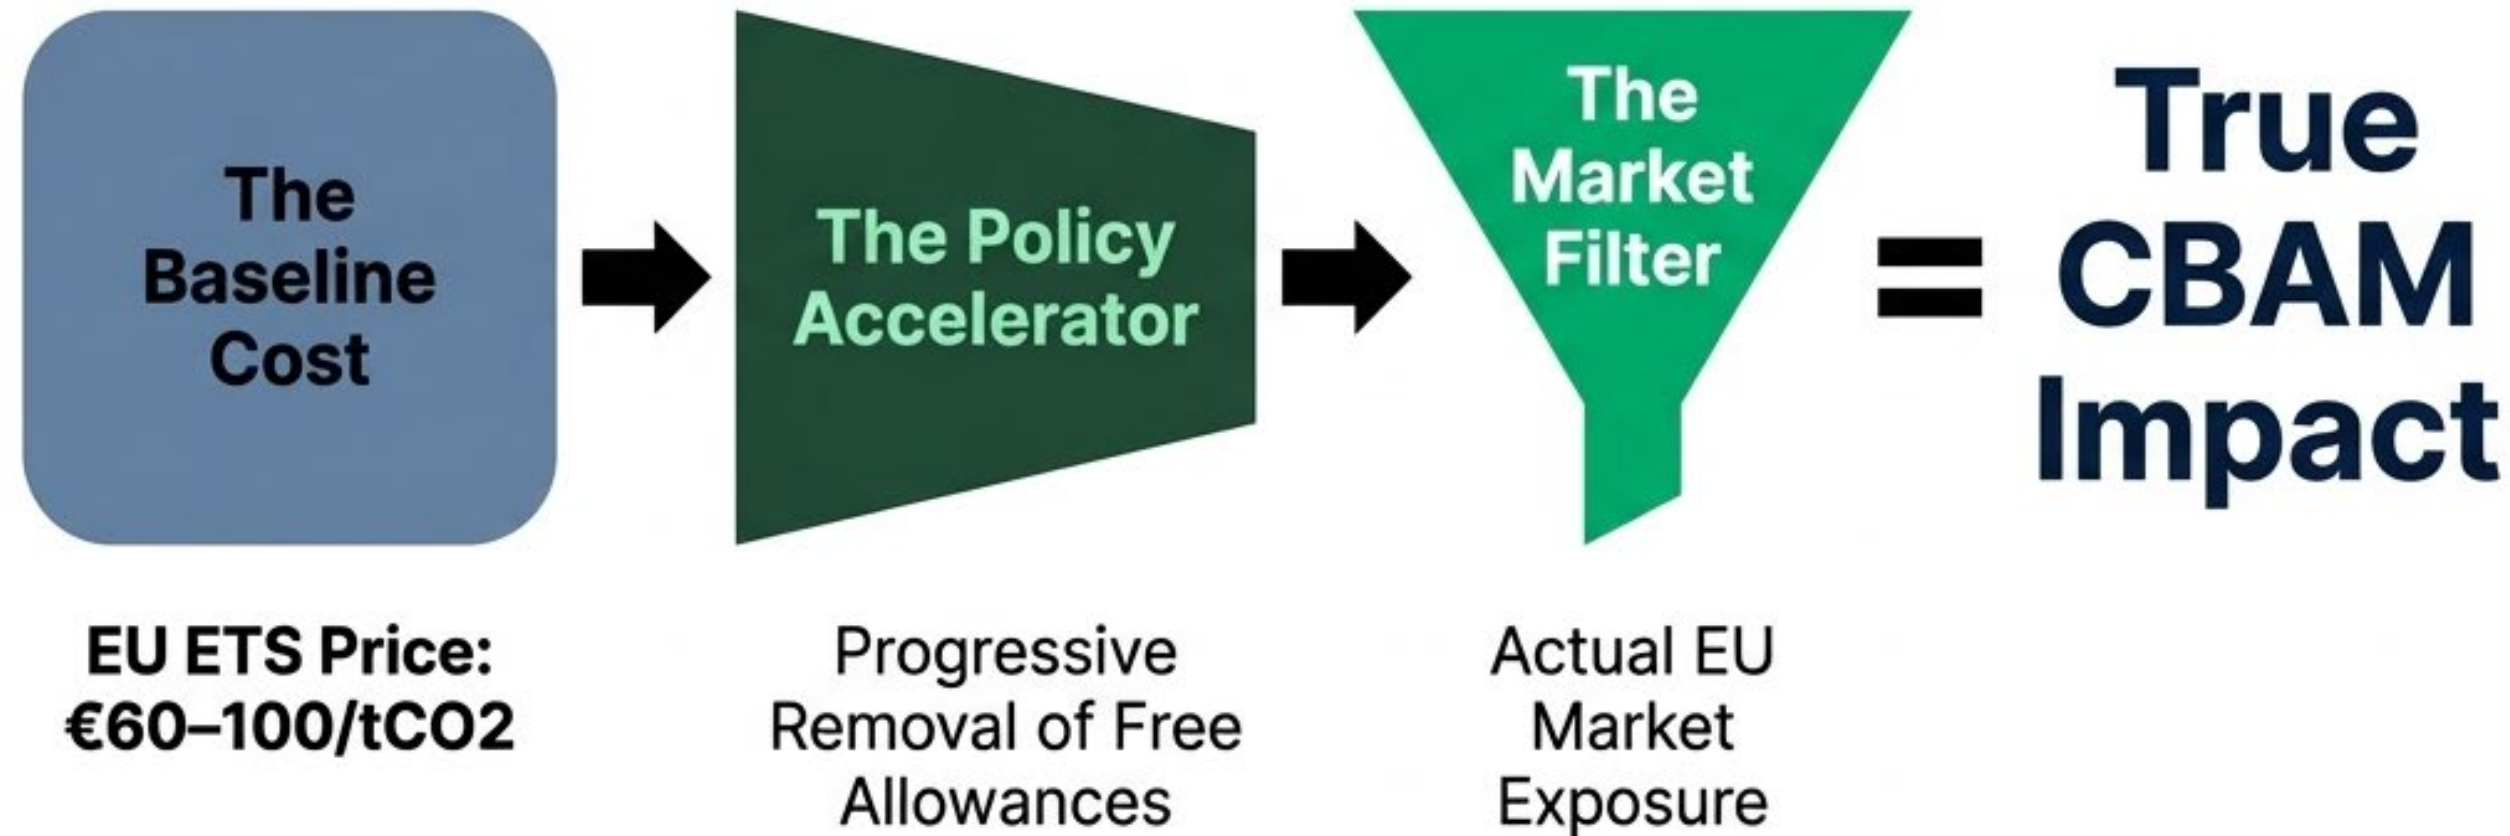 The
Baseline
Cost
EU ETS Price:
€60–100/tCO2
The Policy
Accelerator
Progressive
Removal of Free
Allowances
The
Market
Filter
Actual EU
Market
Exposure
=
True
CBAM
Impact